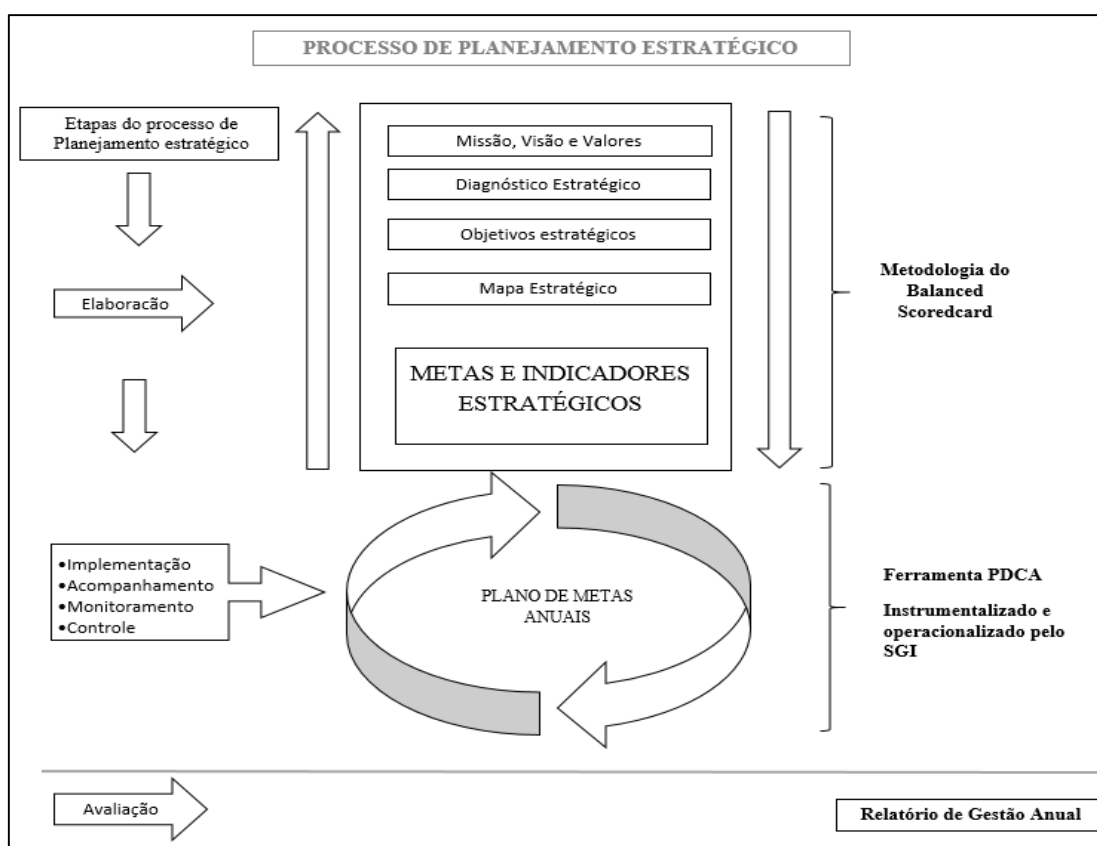 PROCESSO DE PLANEJAMENTO ESTRATÉGICO
Etapas do processo de
Planejamento estratégico
Missão, Visão e Valores
Diagnóstico Estratégico
Objetivos estratégicos
Mapa Estratégico
Elaboracão
METAS E INDICADORES
ESTRATÉGICOS
Metodologia do
Balanced
Scoredcard
•Implementação
•Acompanhamento
•Monitoramento
•Controle
PLANO DE METAS
ANUAIS
Ferramenta PDCA
Instrumentalizado e
operacionalizado pelo
SGI
Avaliação
Relatório de Gestão Anual